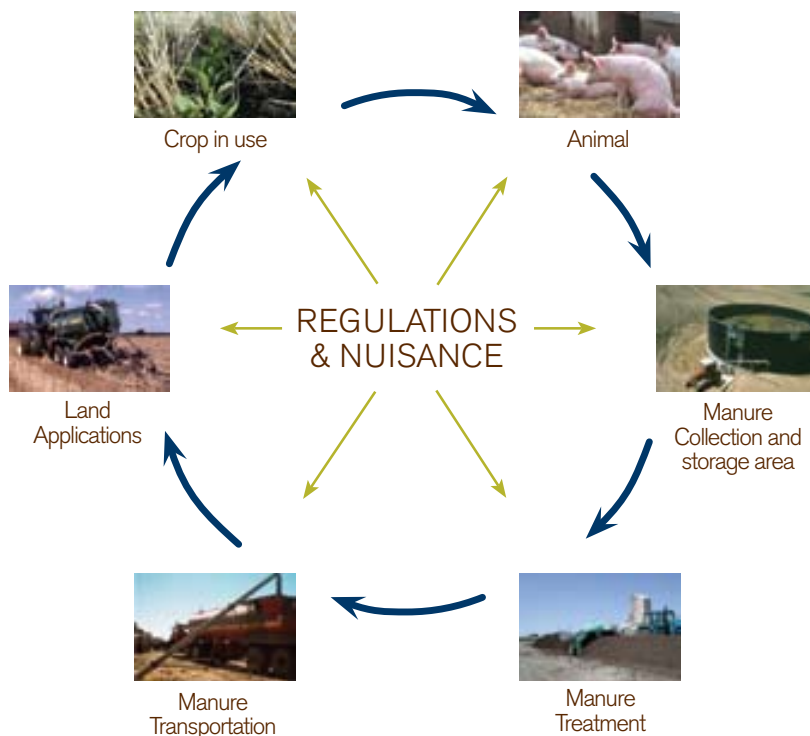 Crop in use
Animal
REGULATIONS
& NUISANCE
Land
Applications
Manure
Collection and
storage area
Manure
Transportation
Manure
Treatment